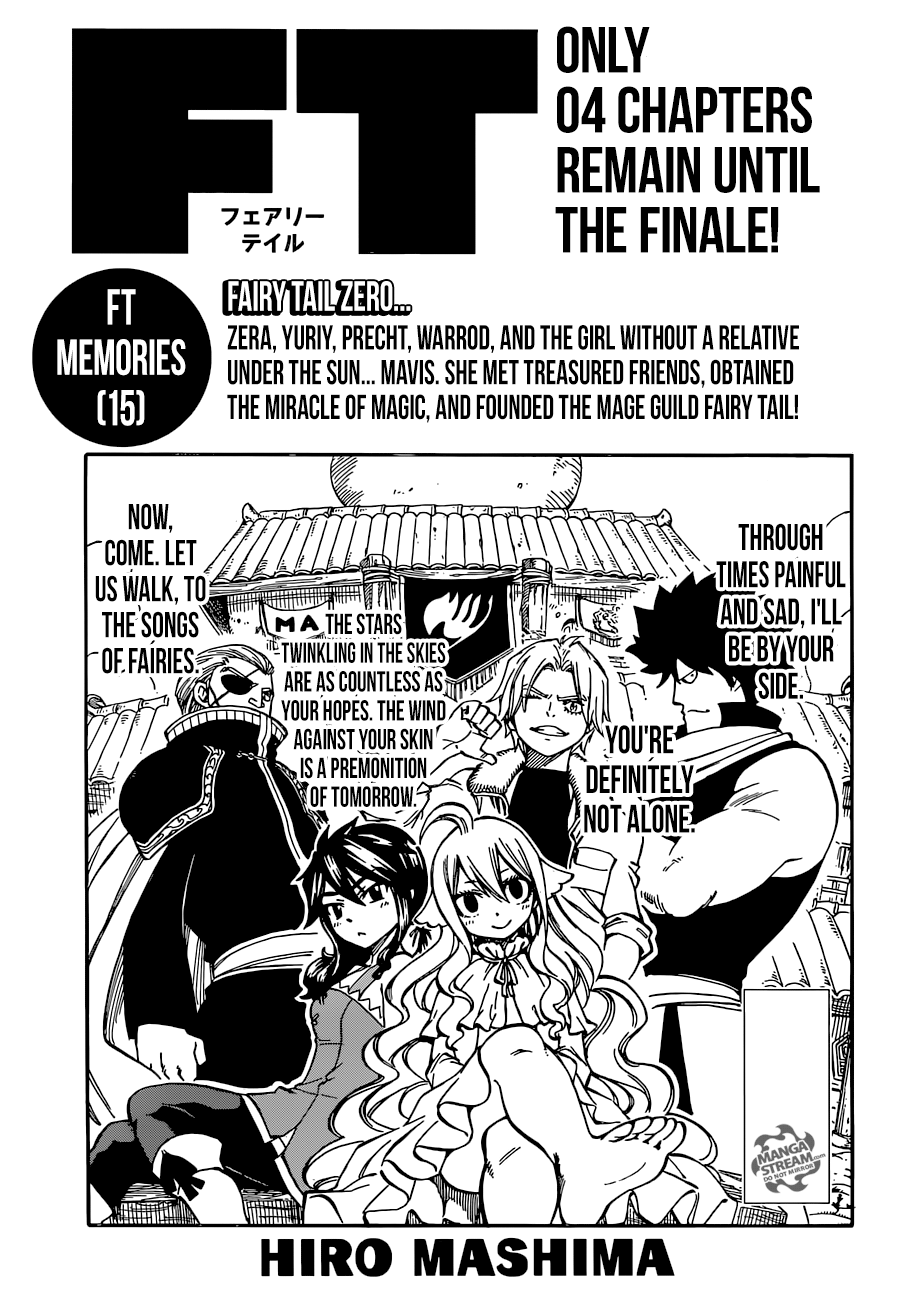 FT
フェアリー
テイル
ONLY
04 CHAPTERS
REMAIN UNTIL
THE FINALE!
FT
MEMORIES
(15)
FAIRY TAIL ZERO...
ZERA, YURIY, PRECHT, WARROD, AND THE GIRL WITHOUT A RELATIVE
UNDER THE SUN... MAVIS. SHE MET TREASURED FRIENDS, OBTAINED
THE MIRACLE OF MAGIC, AND FOUNDED THE MAGE GUILD FAIRY TAIL!
THROUGH
TIMES PAINFUL
AND SAD, I'LL
BE BY YOUR
SIDE.
YOU'RE
DEFINITELY
NOT ALONE.
MA
THE STARS
TWINKLING IN THE SKIES
ARE AS COUNTLESS AS
YOUR HOPES. THE WIND
AGAINST YOUR SKIN
IS A PREMONITION
OF TOMORROW.
NOW,
COME. LET
US WALK, TO
THE SONGS
OF FAIRIES.
MANGA
STREAM.com
DO NOT MIRROR
HIRO MASHIMA